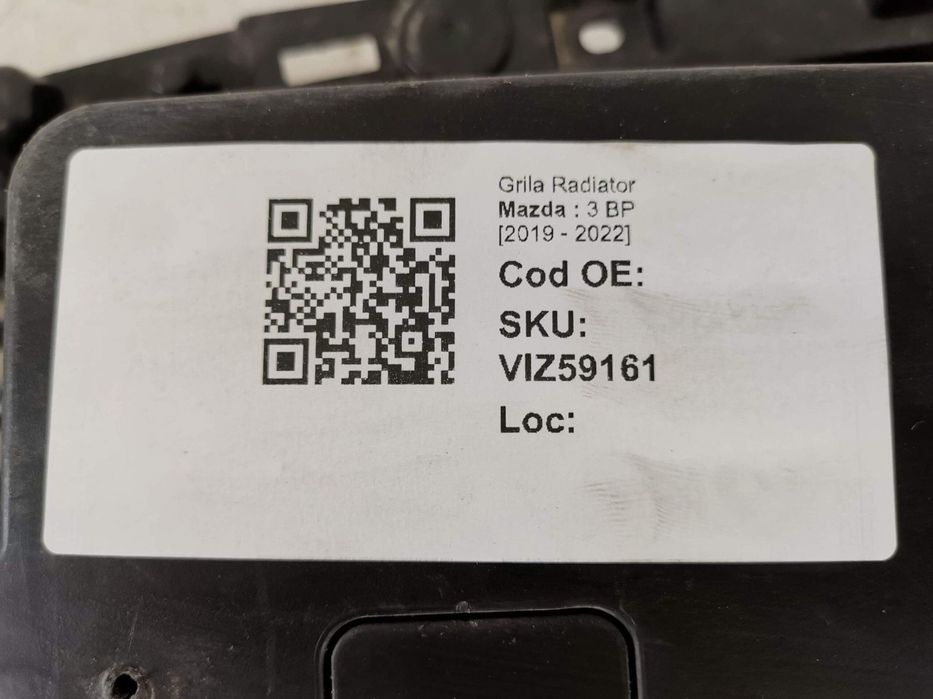 Grila Radiator
Mazda : 3 BP
[2019 - 2022]
Cod OE:
SKU:
VIZ59161
Loc: